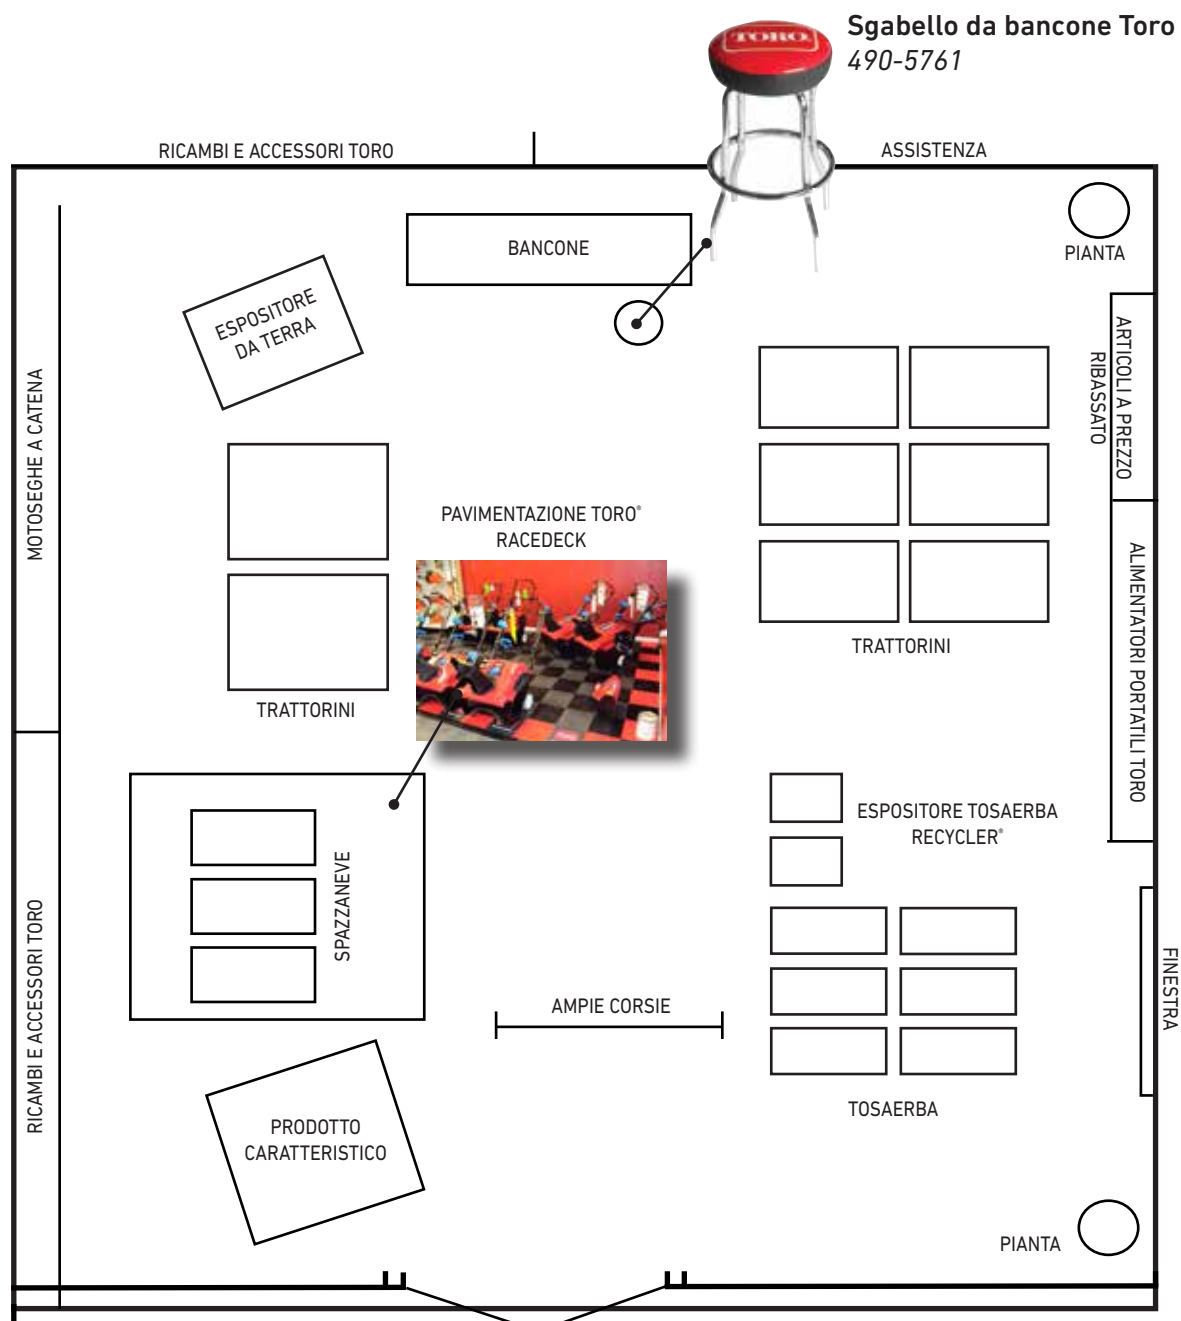 Sgabello da bancone Toro
490-5761
TORO
RICAMBI E ACCESSORI TORO
ASSISTENZA
BANCONE
PIANTA
ESPOSITORE
DA TERRA
ARTICOLI A PREZZO
RIBASSATO
MOTOSEGHE A CATENA
PAVIMENTAZIONE TORO®
RACEDECK
TRATTORINI
TRATTORINI
ALIMENTATORI PORTATILI TORO
ESPOSITORE TOSAERBA
RECYCLER®
SPAZZANEVE
RICAMBI E ACCESSORI TORO
AMPIE CORSIE
FINESTRA
TOSAERBA
PRODOTTO
CARATTERISTICO
PIANTA